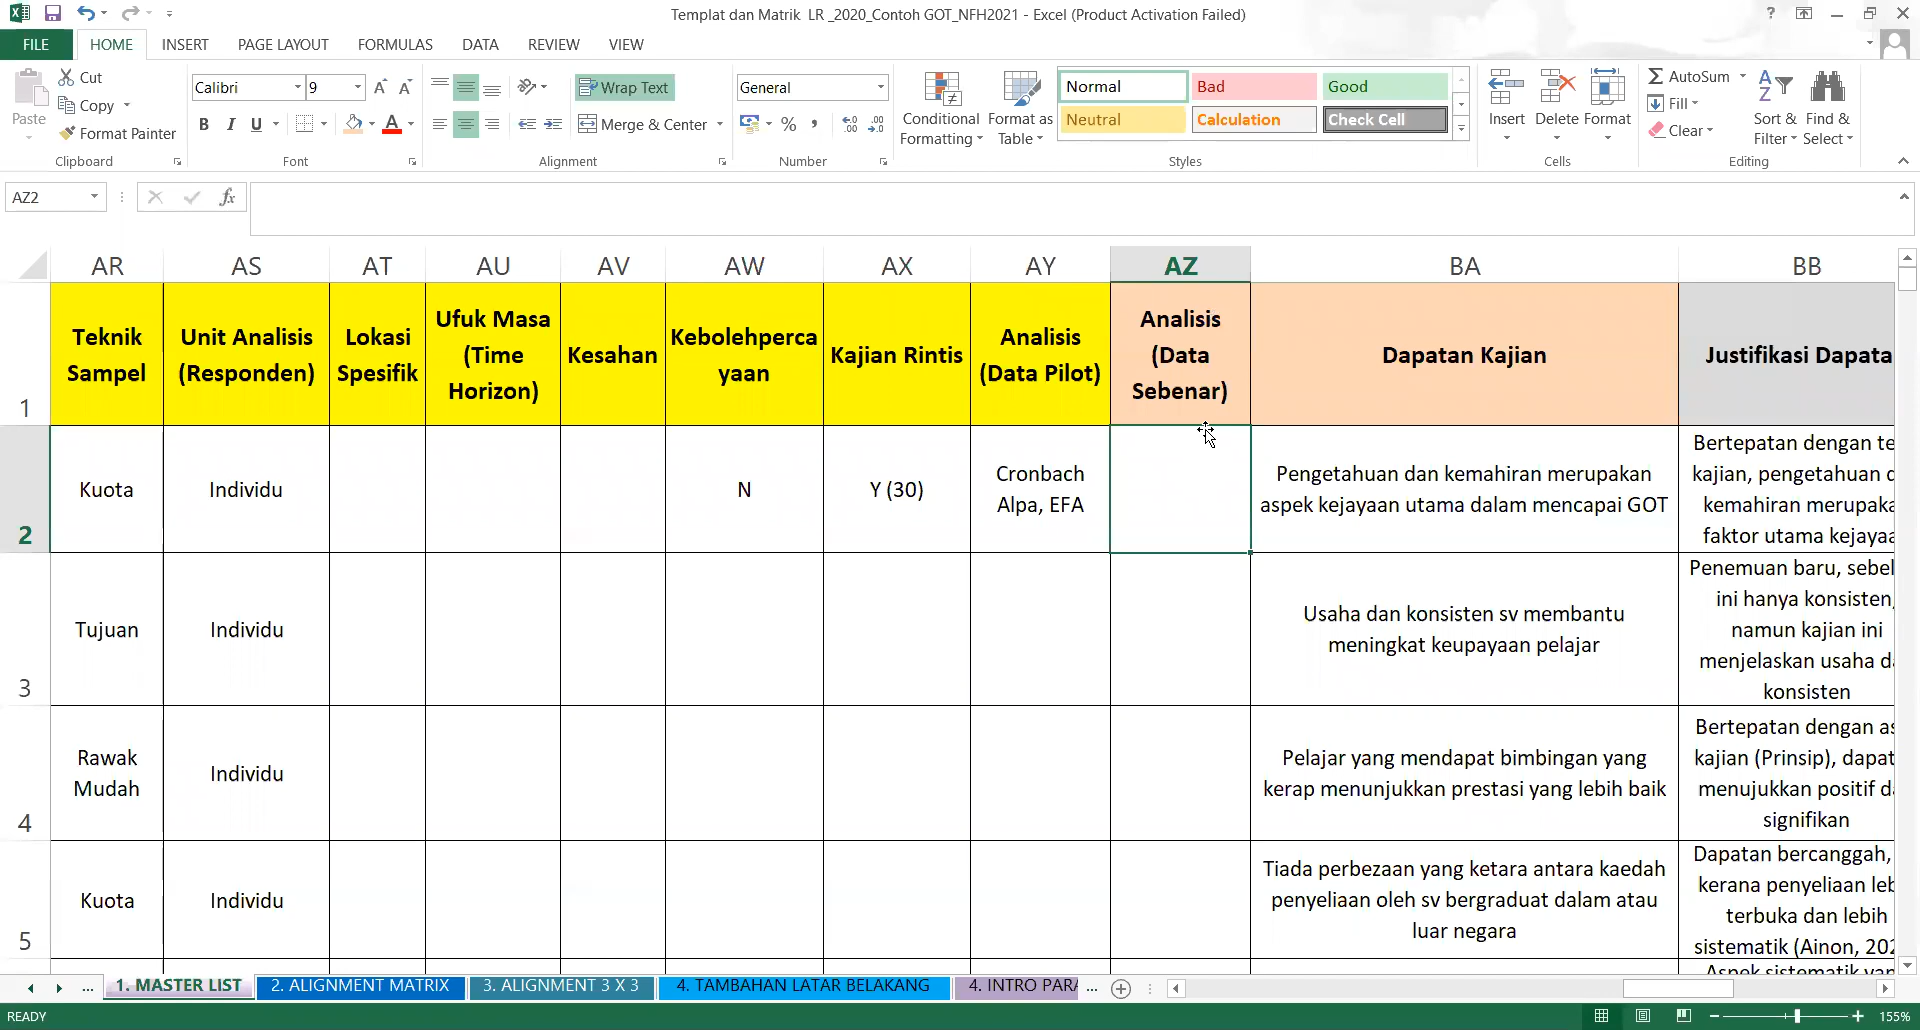 Templat dan Matrik LR _2020_Contoh GOT_NFH2021 - Excel (Product Activation Failed)
FILE HOME INSERT PAGE LAYOUT FORMULAS DATA REVIEW VIEW
Paste
Cut
Copy
Format Painter
Clipboard
Calibri 9
B I U
Font
Wrap Text
Merge & Center
Alignment
General
%
Number
Conditional Formatting
Format as Table
Normal Bad Good
Neutral Calculation Check Cell
Styles
Insert Delete Format
Cells
AutoSum
Fill
Clear
Sort & Filter
Find & Select
Editing
AZ2
fx
AR AS AT AU AV AW AX AY AZ BA BB
1
Teknik
Sampel
Unit Analisis
(Responden)
Lokasi
Spesifik
Ufuk Masa
(Time
Horizon)
Kesahan
Kebolehperca
yaan
Kajian Rintis
Analisis
(Data Pilot)
Analisis
(Data
Sebenar)
Dapatan Kajian
Justifikasi Dapata
2
Kuota
Individu
N
Y (30)
Cronbach
Alpa, EFA
Pengetahuan dan kemahiran merupakan
aspek kejayaan utama dalam mencapai GOT
Bertepatan dengan te
kajian, pengetahuan d
kemahiran merupaka
faktor utama kejayaa
3
Tujuan
Individu
Usaha dan konsisten sv membantu
meningkat keupayaan pelajar
Penemuan baru, sebel
ini hanya konsisten,
namun kajian ini
menjelaskan usaha da
konsisten
4
Rawak
Mudah
Individu
Pelajar yang mendapat bimbingan yang
kerap menunjukkan prestasi yang lebih baik
Bertepatan dengan as
kajian (Prinsip), dapat
menujukkan positif da
signifikan
5
Kuota
Individu
Tiada perbezaan yang ketara antara kaedah
penyeliaan oleh sv bergraduat dalam atau
luar negara
Dapatan bercanggah,
kerana penyeliaan leb
terbuka dan lebih
sistematik (Ainon, 202
Aspek sistematik yan
... 1. MASTER LIST 2. ALIGNMENT MATRIX 3. ALIGNMENT 3 X 3 4. TAMBAHAN LATAR BELAKANG 4. INTRO PARA ...
READY
155%